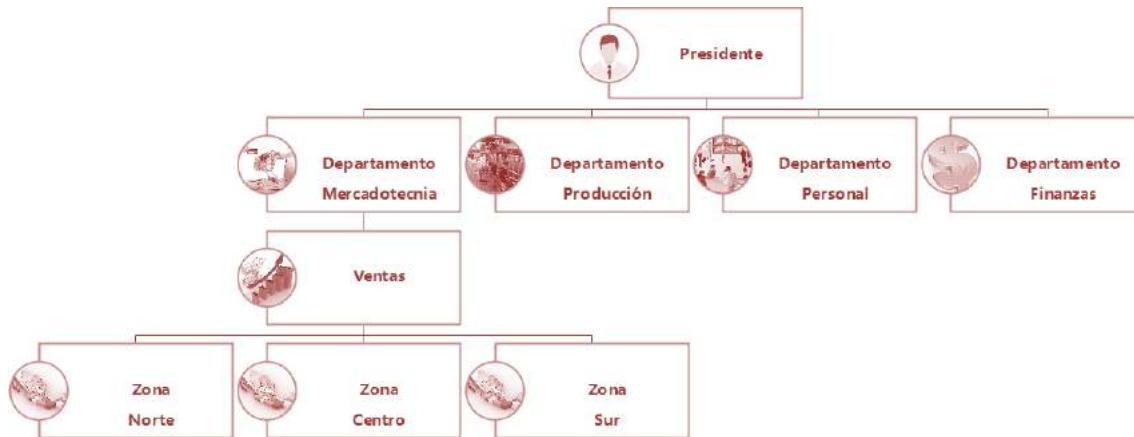 Presidente
Departamento
Mercadotecnia
Departamento
Producción
Departamento
Personal
Departamento
Finanzas
Ventas
Zona
Norte
Zona
Centro
Zona
Sur